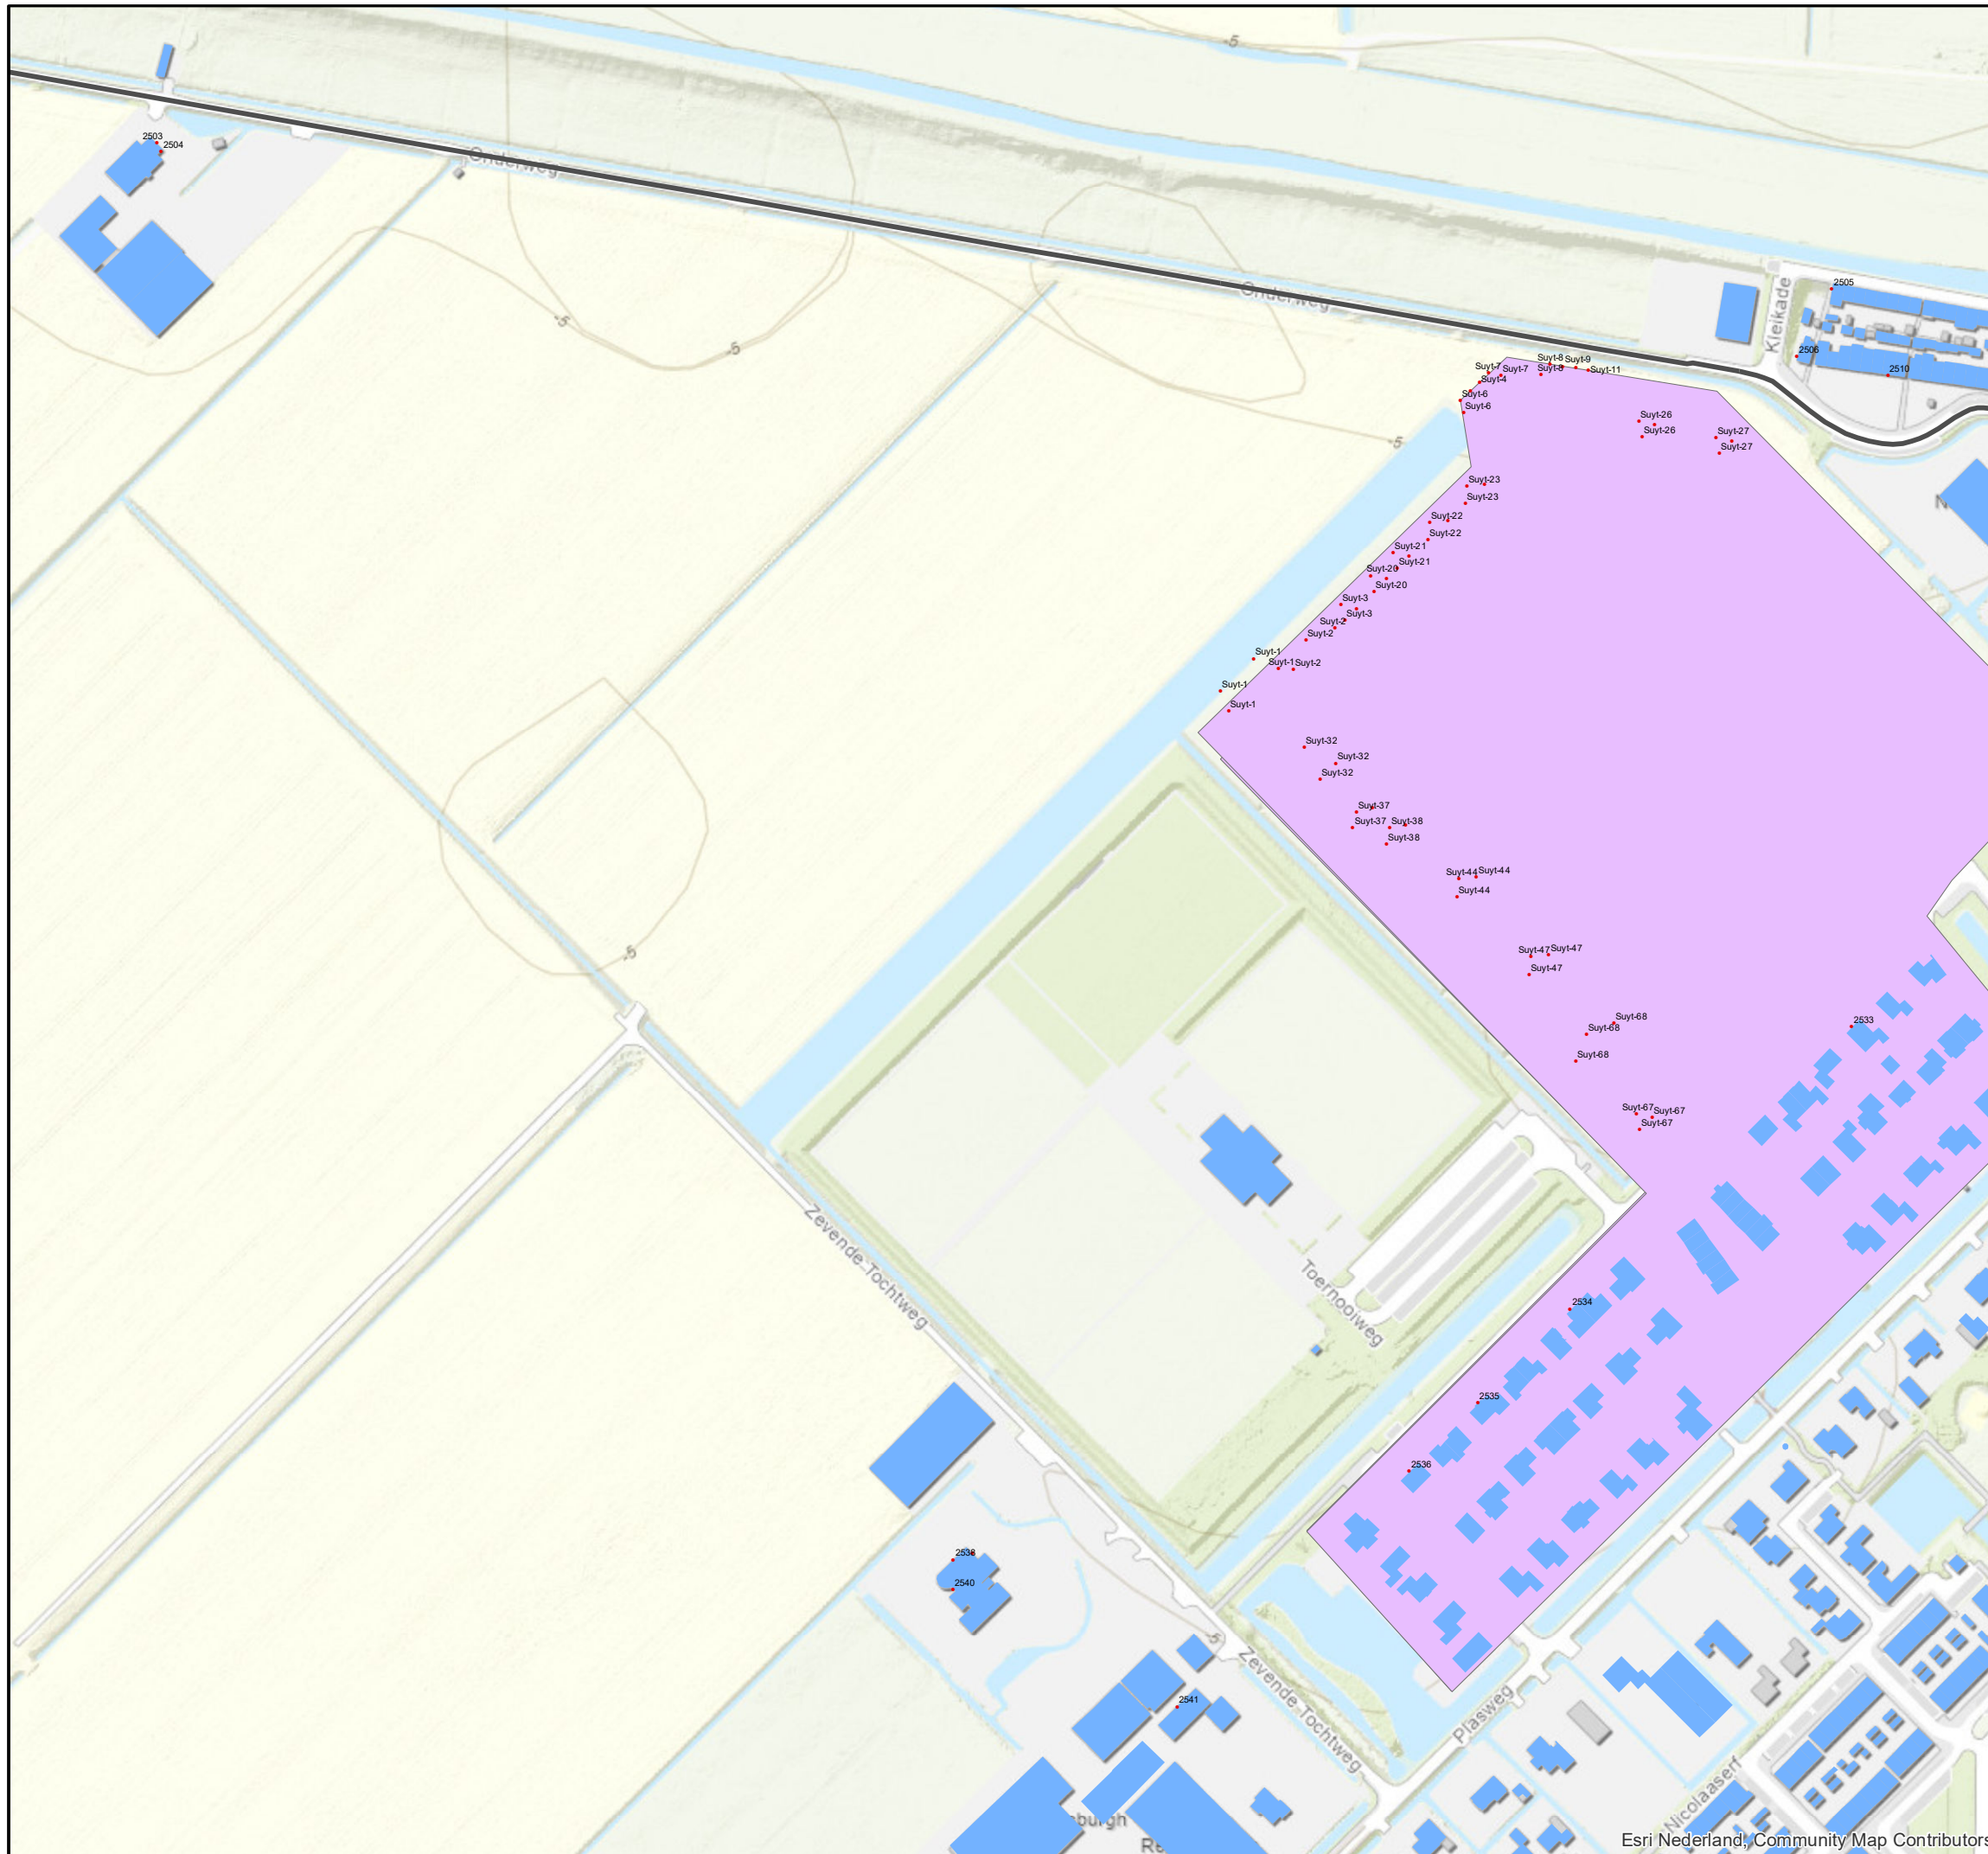 -5
2503
2504
Onderweg
Kleikade
2505
Onderweg
-5
-5
2506
2510
Suyt-8
Suyt-9
Suyt-7
Suyt-7
Suyt-8
Suyt-11
Suyt-4
Suyt-6
Suyt-6
Suyt-26
Suyt-26
Suyt-27
Suyt-27
-5
Suyt-23
Suyt-23
N
Suyt-22
Suyt-22
Suyt-21
Suyt-21
Suyt-20
Suyt-20
Suyt-3
Suyt-3
Suyt-2
Suyt-2
Suyt-1
Suyt-1
Suyt-2
Suyt-1
Suyt-1
Suyt-32
Suyt-32
Suyt-32
Suyt-37
Suyt-37
Suyt-38
Suyt-38
Suyt-44
Suyt-44
Suyt-44
-5
Suyt-47
Suyt-47
Suyt-47
Suyt-68
Suyt-68
2533
Suyt-68
Suyt-67
Suyt-67
Suyt-67
Zevende Tochtweg
Toernooiweg
2534
2535
2536
2538
2540
-5
Zevende Tochtweg
2541
Plasweg
Nicolaaserf
burgh
Esri Nederland, Community Map Contributors